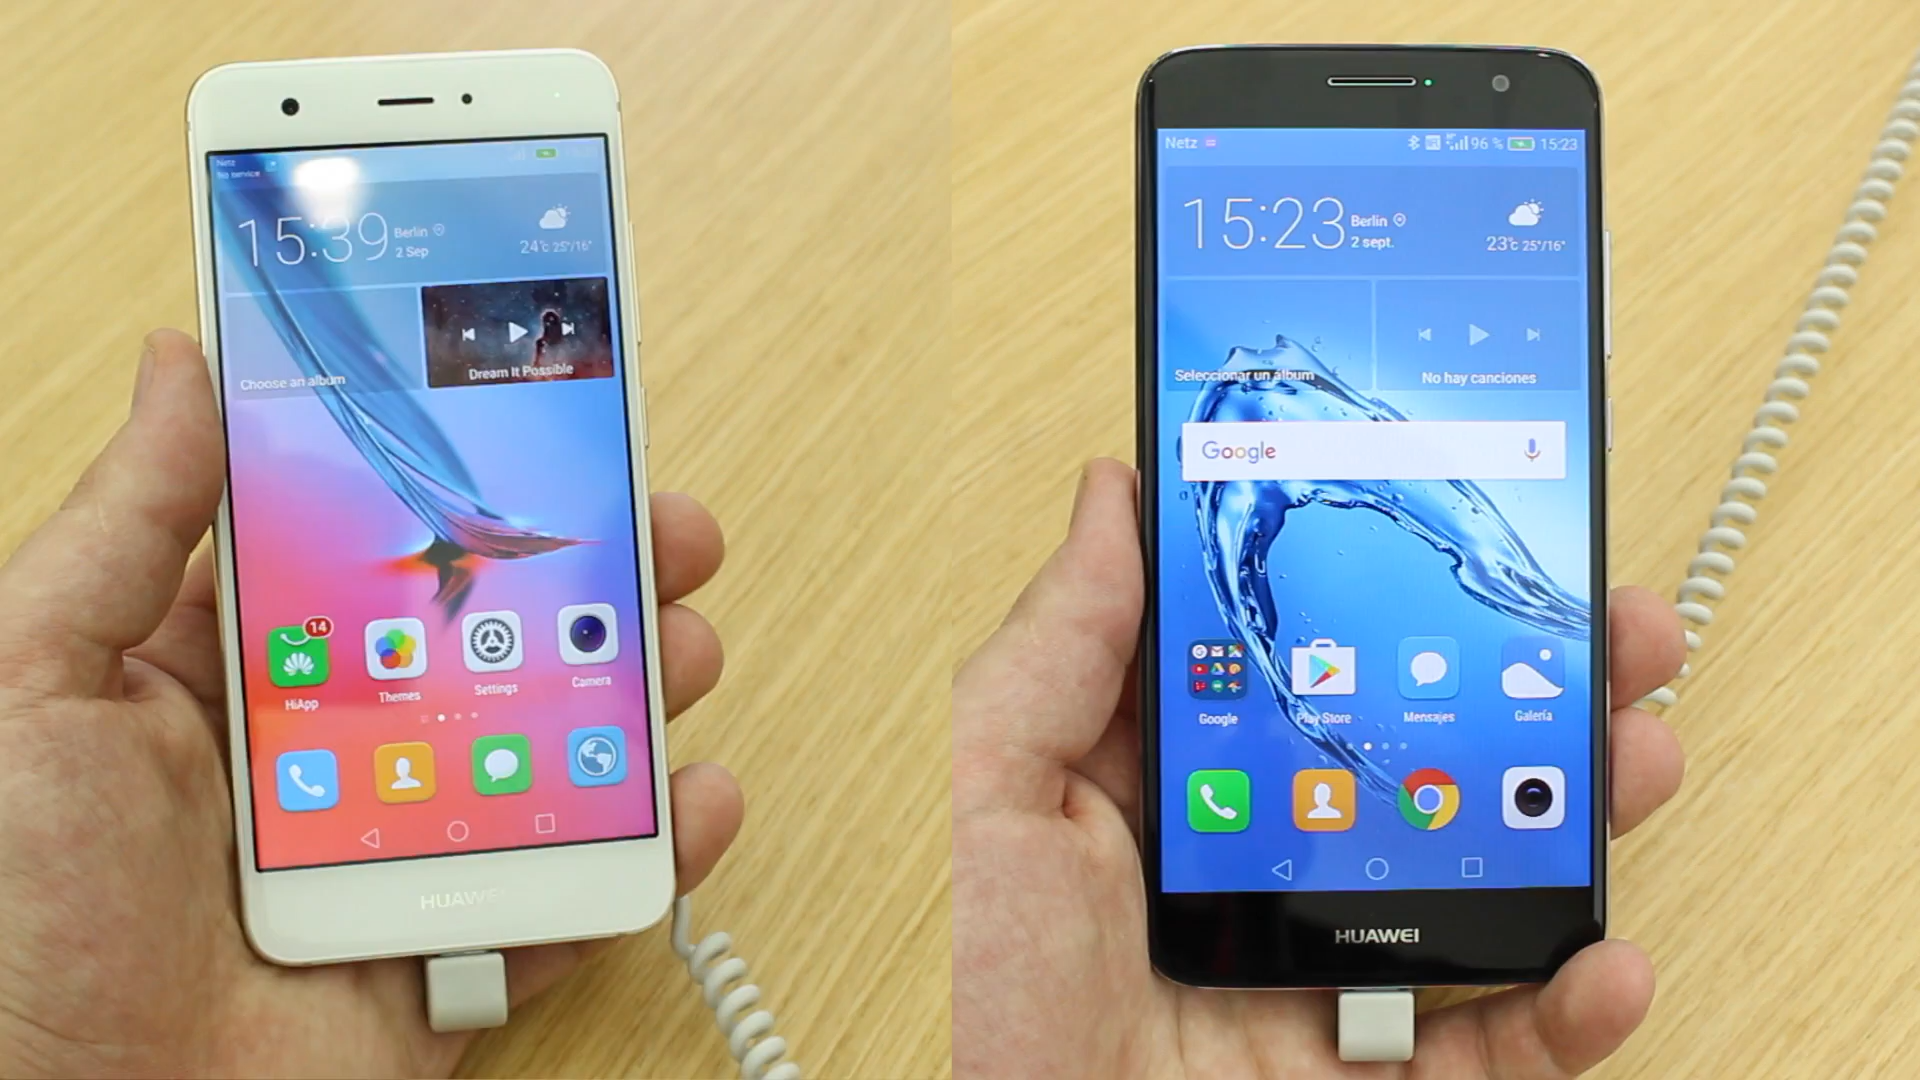 Netz
No service
15:39
Berlin
2 Sep
24°c 25°/16°
Choose an album
Dream It Possible
14
HiApp
Themes
Settings
Camera
HUAWEI
Netz
96 %
15:23
15:23
Berlin
2 sept.
23°c 25°/16°
Seleccionar un álbum
No hay canciones
Google
Google
Play Store
Mensajes
Galería
HUAWEI